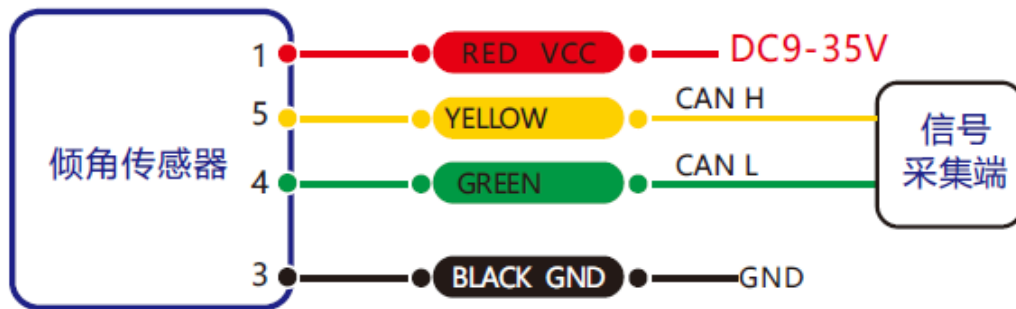 倾角传感器
1 RED VCC DC9-35V
5 YELLOW CAN H
4 GREEN CAN L
3 BLACK GND GND
信号
采集端